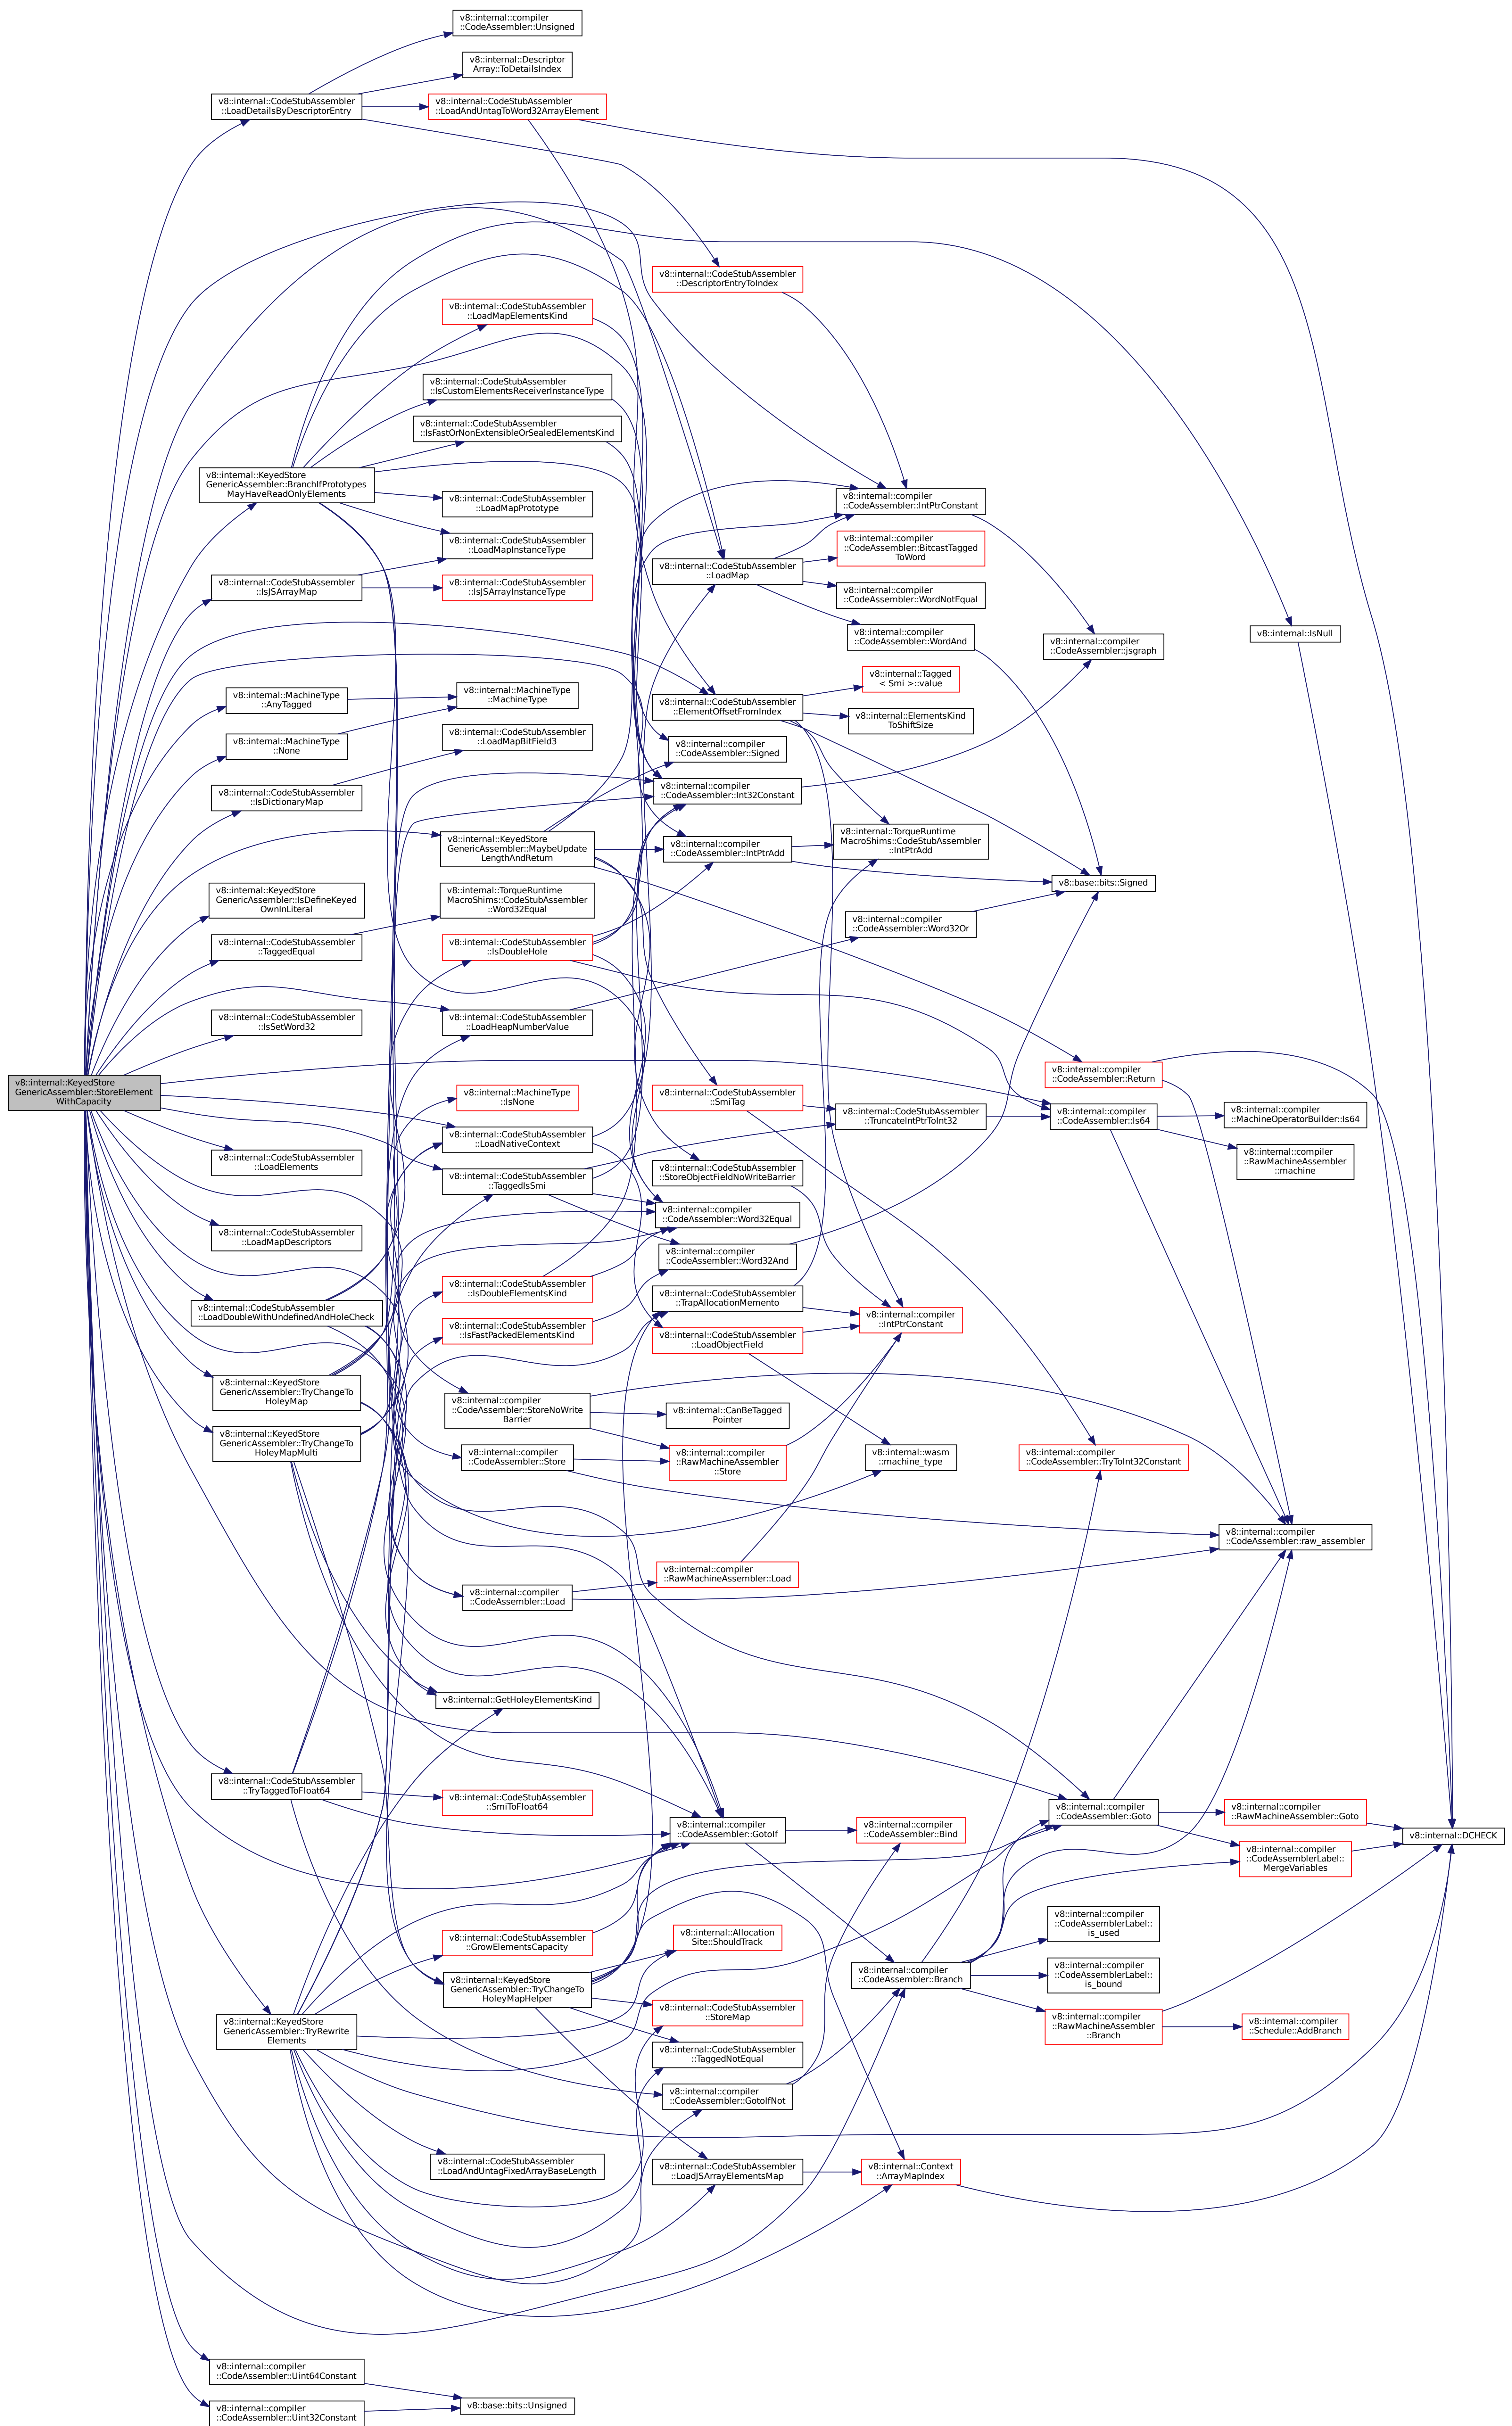 v8::internal::compiler
::CodeAssembler::Unsigned
v8::internal::Descriptor
Array::ToDetailsIndex
v8::internal::CodeStubAssembler
::LoadDetailsByDescriptorEntry
v8::internal::CodeStubAssembler
::LoadAndUntagToWord32ArrayElement
v8::internal::CodeStubAssembler
::DescriptorEntryToIndex
v8::internal::CodeStubAssembler
::LoadMapElementsKind
v8::internal::CodeStubAssembler
::IsCustomElementsReceiverInstanceType
v8::internal::CodeStubAssembler
::IsFastOrNonExtensibleOrSealedElementsKind
v8::internal::KeyedStore
GenericAssembler::BranchIfPrototypes
MayHaveReadOnlyElements
v8::internal::CodeStubAssembler
::LoadMapPrototype
v8::internal::compiler
::CodeAssembler::IntPtrConstant
v8::internal::CodeStubAssembler
::LoadMapInstanceType
v8::internal::compiler
::CodeAssembler::BitcastTagged
ToWord
v8::internal::CodeStubAssembler
::IsJSArrayMap
v8::internal::CodeStubAssembler
::IsJSArrayInstanceType
v8::internal::CodeStubAssembler
::LoadMap
v8::internal::compiler
::CodeAssembler::WordNotEqual
v8::internal::compiler
::CodeAssembler::WordAnd
v8::internal::compiler
::CodeAssembler::jsgraph
v8::internal::IsNull
v8::internal::MachineType
::AnyTagged
v8::internal::MachineType
::MachineType
v8::internal::CodeStubAssembler
::ElementOffsetFromIndex
v8::internal::Tagged
< Smi >::value
v8::internal::ElementsKind
ToShiftSize
v8::internal::MachineType
::None
v8::internal::CodeStubAssembler
::LoadMapBitField3
v8::internal::compiler
::CodeAssembler::Signed
v8::internal::CodeStubAssembler
::IsDictionaryMap
v8::internal::compiler
::CodeAssembler::Int32Constant
v8::internal::KeyedStore
GenericAssembler::MaybeUpdate
LengthAndReturn
v8::internal::compiler
::CodeAssembler::IntPtrAdd
v8::internal::TorqueRuntime
MacroShims::CodeStubAssembler
::IntPtrAdd
v8::base::bits::Signed
v8::internal::KeyedStore
GenericAssembler::IsDefineKeyed
OwnInLiteral
v8::internal::TorqueRuntime
MacroShims::CodeStubAssembler
::Word32Equal
v8::internal::compiler
::CodeAssembler::Word32Or
v8::internal::CodeStubAssembler
::TaggedEqual
v8::internal::CodeStubAssembler
::IsDoubleHole
v8::internal::CodeStubAssembler
::IsSetWord32
v8::internal::CodeStubAssembler
::LoadHeapNumberValue
v8::internal::KeyedStore
GenericAssembler::StoreElement
WithCapacity
v8::internal::MachineType
::IsNone
v8::internal::CodeStubAssembler
::SmiTag
v8::internal::compiler
::CodeAssembler::Return
v8::internal::CodeStubAssembler
::TruncateIntPtrToInt32
v8::internal::compiler
::CodeAssembler::Is64
v8::internal::compiler
::MachineOperatorBuilder::Is64
v8::internal::CodeStubAssembler
::LoadNativeContext
v8::internal::compiler
::RawMachineAssembler
::machine
v8::internal::CodeStubAssembler
::LoadElements
v8::internal::CodeStubAssembler
::TaggedIsSmi
v8::internal::CodeStubAssembler
::StoreObjectFieldNoWriteBarrier
v8::internal::compiler
::CodeAssembler::Word32Equal
v8::internal::CodeStubAssembler
::LoadMapDescriptors
v8::internal::compiler
::CodeAssembler::Word32And
v8::internal::CodeStubAssembler
::IsDoubleElementsKind
v8::internal::CodeStubAssembler
::TrapAllocationMemento
v8::internal::CodeStubAssembler
::LoadDoubleWithUndefinedAndHoleCheck
v8::internal::CodeStubAssembler
::IsFastPackedElementsKind
v8::internal::CodeStubAssembler
::LoadObjectField
v8::internal::compiler
::IntPtrConstant
v8::internal::KeyedStore
GenericAssembler::TryChangeTo
HoleyMap
v8::internal::compiler
::CodeAssembler::StoreNoWrite
Barrier
v8::internal::CanBeTagged
Pointer
v8::internal::KeyedStore
GenericAssembler::TryChangeTo
HoleyMapMulti
v8::internal::compiler
::CodeAssembler::Store
v8::internal::compiler
::RawMachineAssembler
::Store
v8::internal::wasm
::machine_type
v8::internal::compiler
::CodeAssembler::TryToInt32Constant
v8::internal::compiler
::CodeAssembler::raw_assembler
v8::internal::compiler
::RawMachineAssembler::Load
v8::internal::compiler
::CodeAssembler::Load
v8::internal::GetHoleyElementsKind
v8::internal::CodeStubAssembler
::TryTaggedToFloat64
v8::internal::CodeStubAssembler
::SmiToFloat64
v8::internal::compiler
::CodeAssembler::GotoIf
v8::internal::compiler
::CodeAssembler::Bind
v8::internal::compiler
::CodeAssembler::Goto
v8::internal::compiler
::RawMachineAssembler::Goto
v8::internal::DCHECK
v8::internal::compiler
::CodeAssemblerLabel::
MergeVariables
v8::internal::CodeStubAssembler
::GrowElementsCapacity
v8::internal::Allocation
Site::ShouldTrack
v8::internal::compiler
::CodeAssemblerLabel::
is_used
v8::internal::KeyedStore
GenericAssembler::TryChangeTo
HoleyMapHelper
v8::internal::compiler
::CodeAssembler::Branch
v8::internal::compiler
::CodeAssemblerLabel::
is_bound
v8::internal::KeyedStore
GenericAssembler::TryRewrite
Elements
v8::internal::CodeStubAssembler
::StoreMap
v8::internal::compiler
::RawMachineAssembler
::Branch
v8::internal::compiler
::Schedule::AddBranch
v8::internal::CodeStubAssembler
::TaggedNotEqual
v8::internal::compiler
::CodeAssembler::GotoIfNot
v8::internal::CodeStubAssembler
::LoadAndUntagFixedArrayBaseLength
v8::internal::CodeStubAssembler
::LoadJSArrayElementsMap
v8::internal::Context
::ArrayMapIndex
v8::internal::compiler
::CodeAssembler::Uint64Constant
v8::base::bits::Unsigned
v8::internal::compiler
::CodeAssembler::Uint32Constant